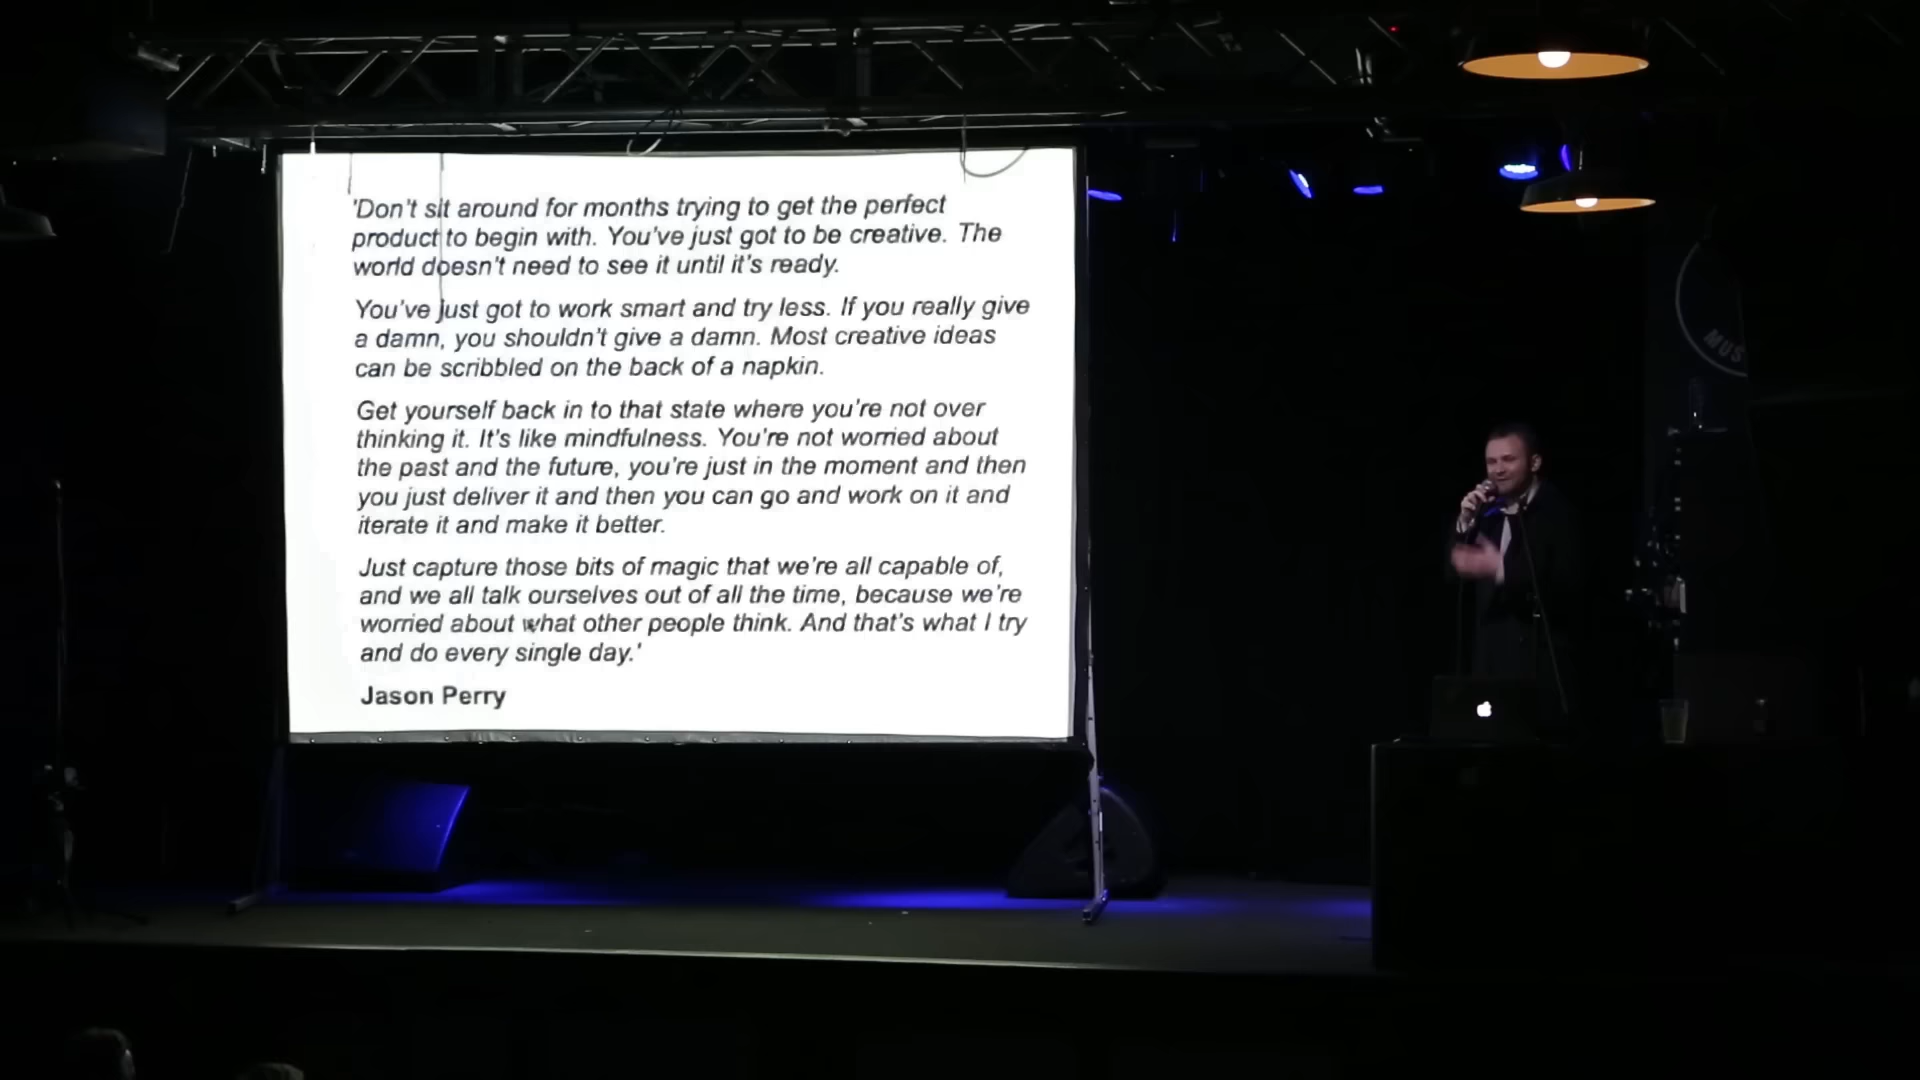 'Don't sit around for months trying to get the perfect
product to begin with. You've just got to be creative. The
world doesn't need to see it until it's ready.
You've just got to work smart and try less. If you really give
a damn, you shouldn't give a damn. Most creative ideas
can be scribbled on the back of a napkin.
Get yourself back in to that state where you're not over
thinking it. It's like mindfulness. You're not worried about
the past and the future, you're just in the moment and then
you just deliver it and then you can go and work on it and
iterate it and make it better.
Just capture those bits of magic that we're all capable of,
and we all talk ourselves out of all the time, because we're
worried about what other people think. And that's what I try
and do every single day.'
Jason Perry